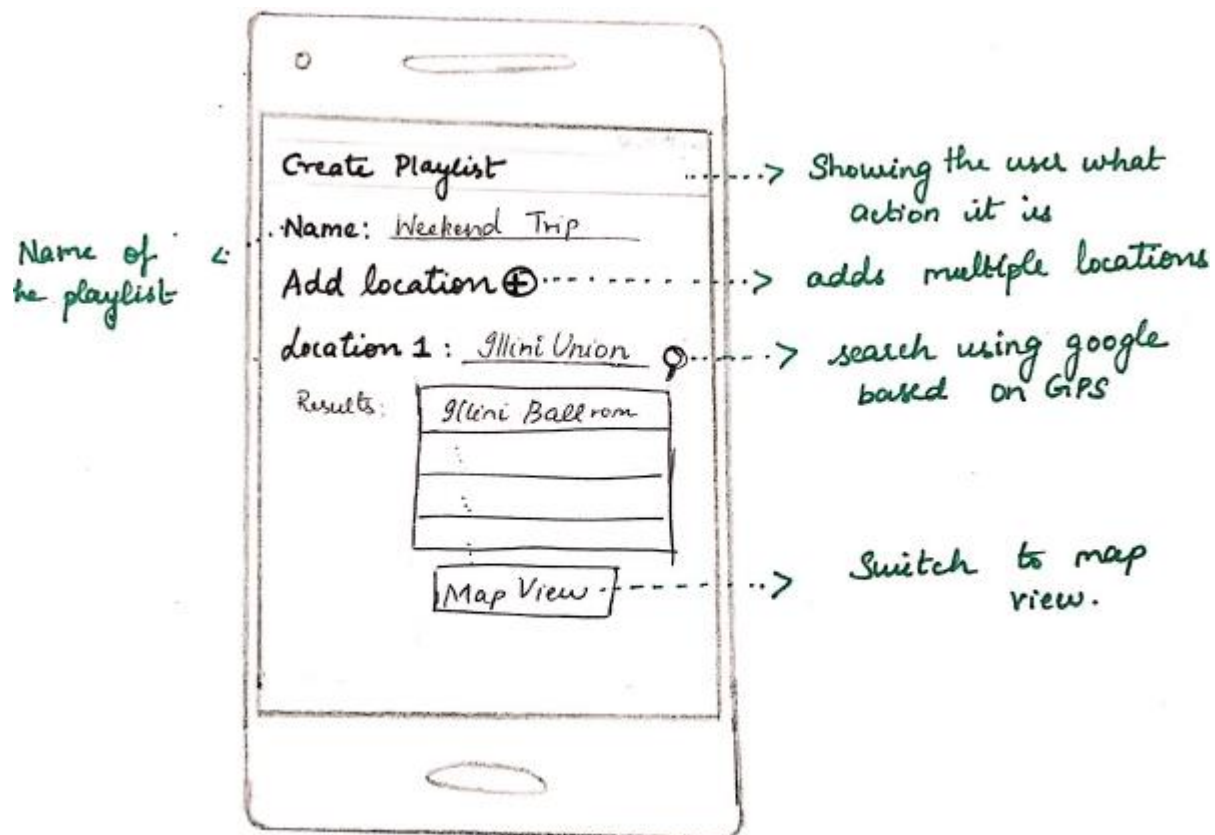 Create Playlist
Showing the user what
action it is
Name: Weekend Trip
Name of
he playlist
Add location
adds multiple locations
Location 1: Illini Union
search using google
based on GPS
Results:
Illini Ballrom
Map View
Switch to map
view.